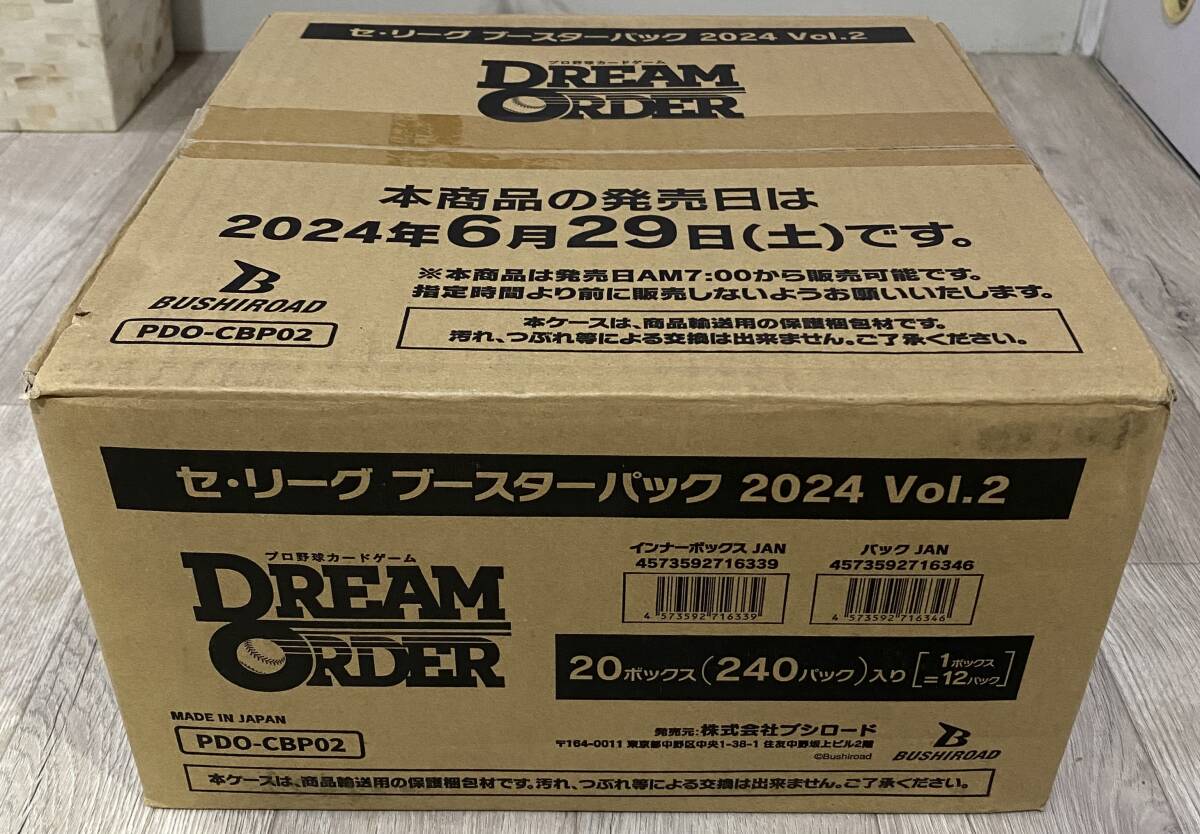 セ・リーグ ブースターパック 2024 Vol.2
プロ野球カードゲーム
DREAM
ORDER
本商品の発売日は
2024年6月29日(土)です。
※本商品は発売日AM7:00から販売可能です。
指定時間より前に販売しないようお願いいたします。
B
BUSHIROAD
PDO-CBP02
本ケースは、商品輸送用の保護梱包材です。
汚れ、つぶれ等による交換は出来ません。ご了承ください。
セ・リーグ ブースターパック 2024 Vol.2
プロ野球カードゲーム
DREAM
ORDER
インナーボックス JAN
4573592716339
4 573592 716339
パック JAN
4573592716346
4 573592 716346
20ボックス(240パック)入り
[1ボックス
=12パック]
MADE IN JAPAN
PDO-CBP02
発売元:株式会社ブシロード
〒164-0011 東京都中野区中央1-38-1 住友中野坂上ビル2階
©Bushiroad
B
BUSHIROAD
本ケースは、商品輸送用の保護梱包材です。汚れ、つぶれ等による交換は出来ません。ご了承ください。